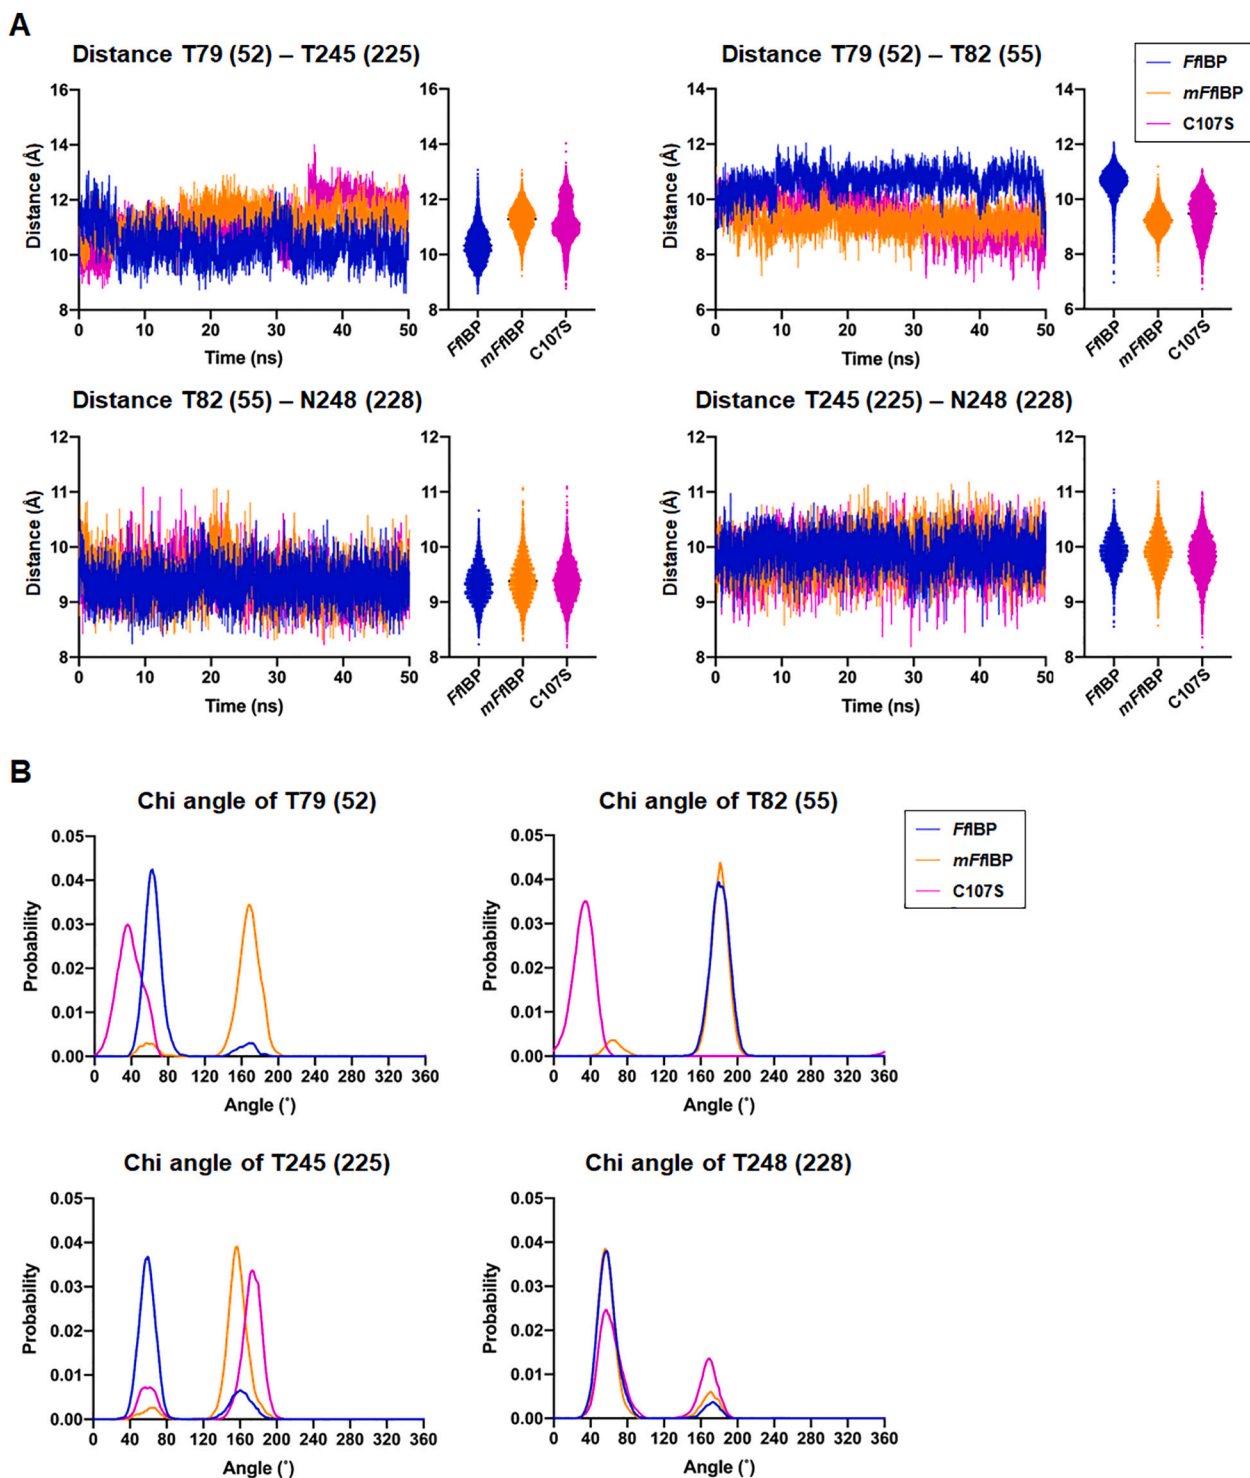 A
Distance T79 (52) – T245 (225)
Distance T79 (52) – T82 (55)
FfIBP
mFfIBP
C107S
Distance (Å)
16
14
12
10
8
0 10 20 30 40 50
Time (ns)
16
14
12
10
8
FfIBP mFfIBP C107S
Distance (Å)
14
12
10
8
6
0 10 20 30 40 50
Time (ns)
14
12
10
8
6
FfIBP mFfIBP C107S
Distance T82 (55) – N248 (228)
Distance T245 (225) – N248 (228)
Distance (Å)
12
11
10
9
8
0 10 20 30 40 50
Time (ns)
12
11
10
9
8
FfIBP mFfIBP C107S
Distance (Å)
12
11
10
9
8
0 10 20 30 40 50
Time (ns)
12
11
10
9
8
FfIBP mFfIBP C107S
B
Chi angle of T79 (52)
Chi angle of T82 (55)
FfIBP
mFfIBP
C107S
Probability
0.05
0.04
0.03
0.02
0.01
0.00
0 40 80 120 160 200 240 280 320 360
Angle (°)
Probability
0.05
0.04
0.03
0.02
0.01
0.00
0 40 80 120 160 200 240 280 320 360
Angle (°)
Chi angle of T245 (225)
Chi angle of T248 (228)
Probability
0.05
0.04
0.03
0.02
0.01
0.00
0 40 80 120 160 200 240 280 320 360
Angle (°)
Probability
0.05
0.04
0.03
0.02
0.01
0.00
0 40 80 120 160 200 240 280 320 360
Angle (°)